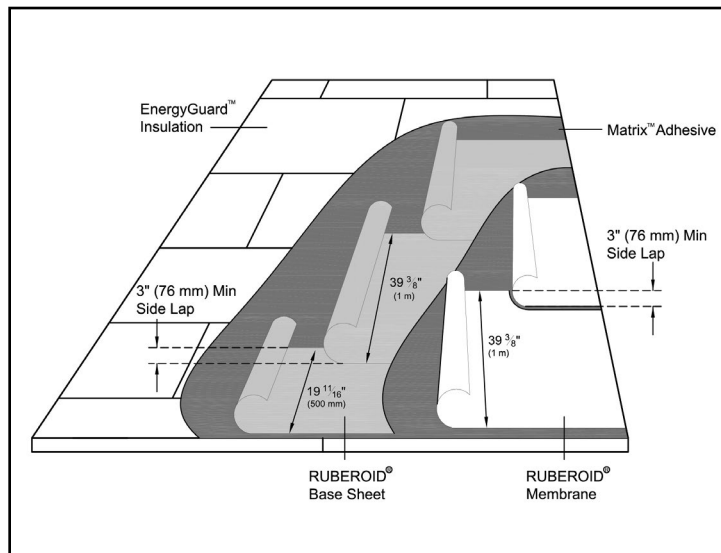 EnergyGuard™
Insulation
Matrix™ Adhesive
3" (76 mm) Min
Side Lap
3" (76 mm) Min
Side Lap
39 3/8"
(1 m)
39 3/8"
(1 m)
19 11/16"
(500 mm)
RUBEROID®
Base Sheet
RUBEROID®
Membrane